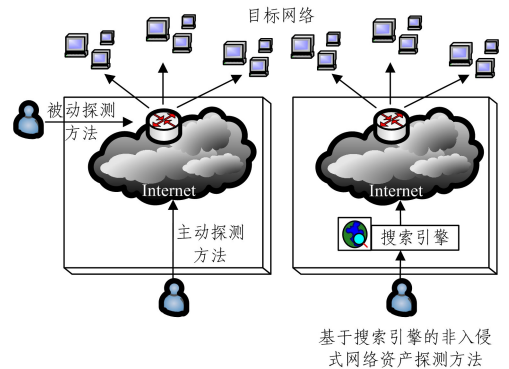 目标网络
被动探测
方法
Internet
主动探测
方法
Internet
搜索引擎
基于搜索引擎的非入侵
式网络资产探测方法